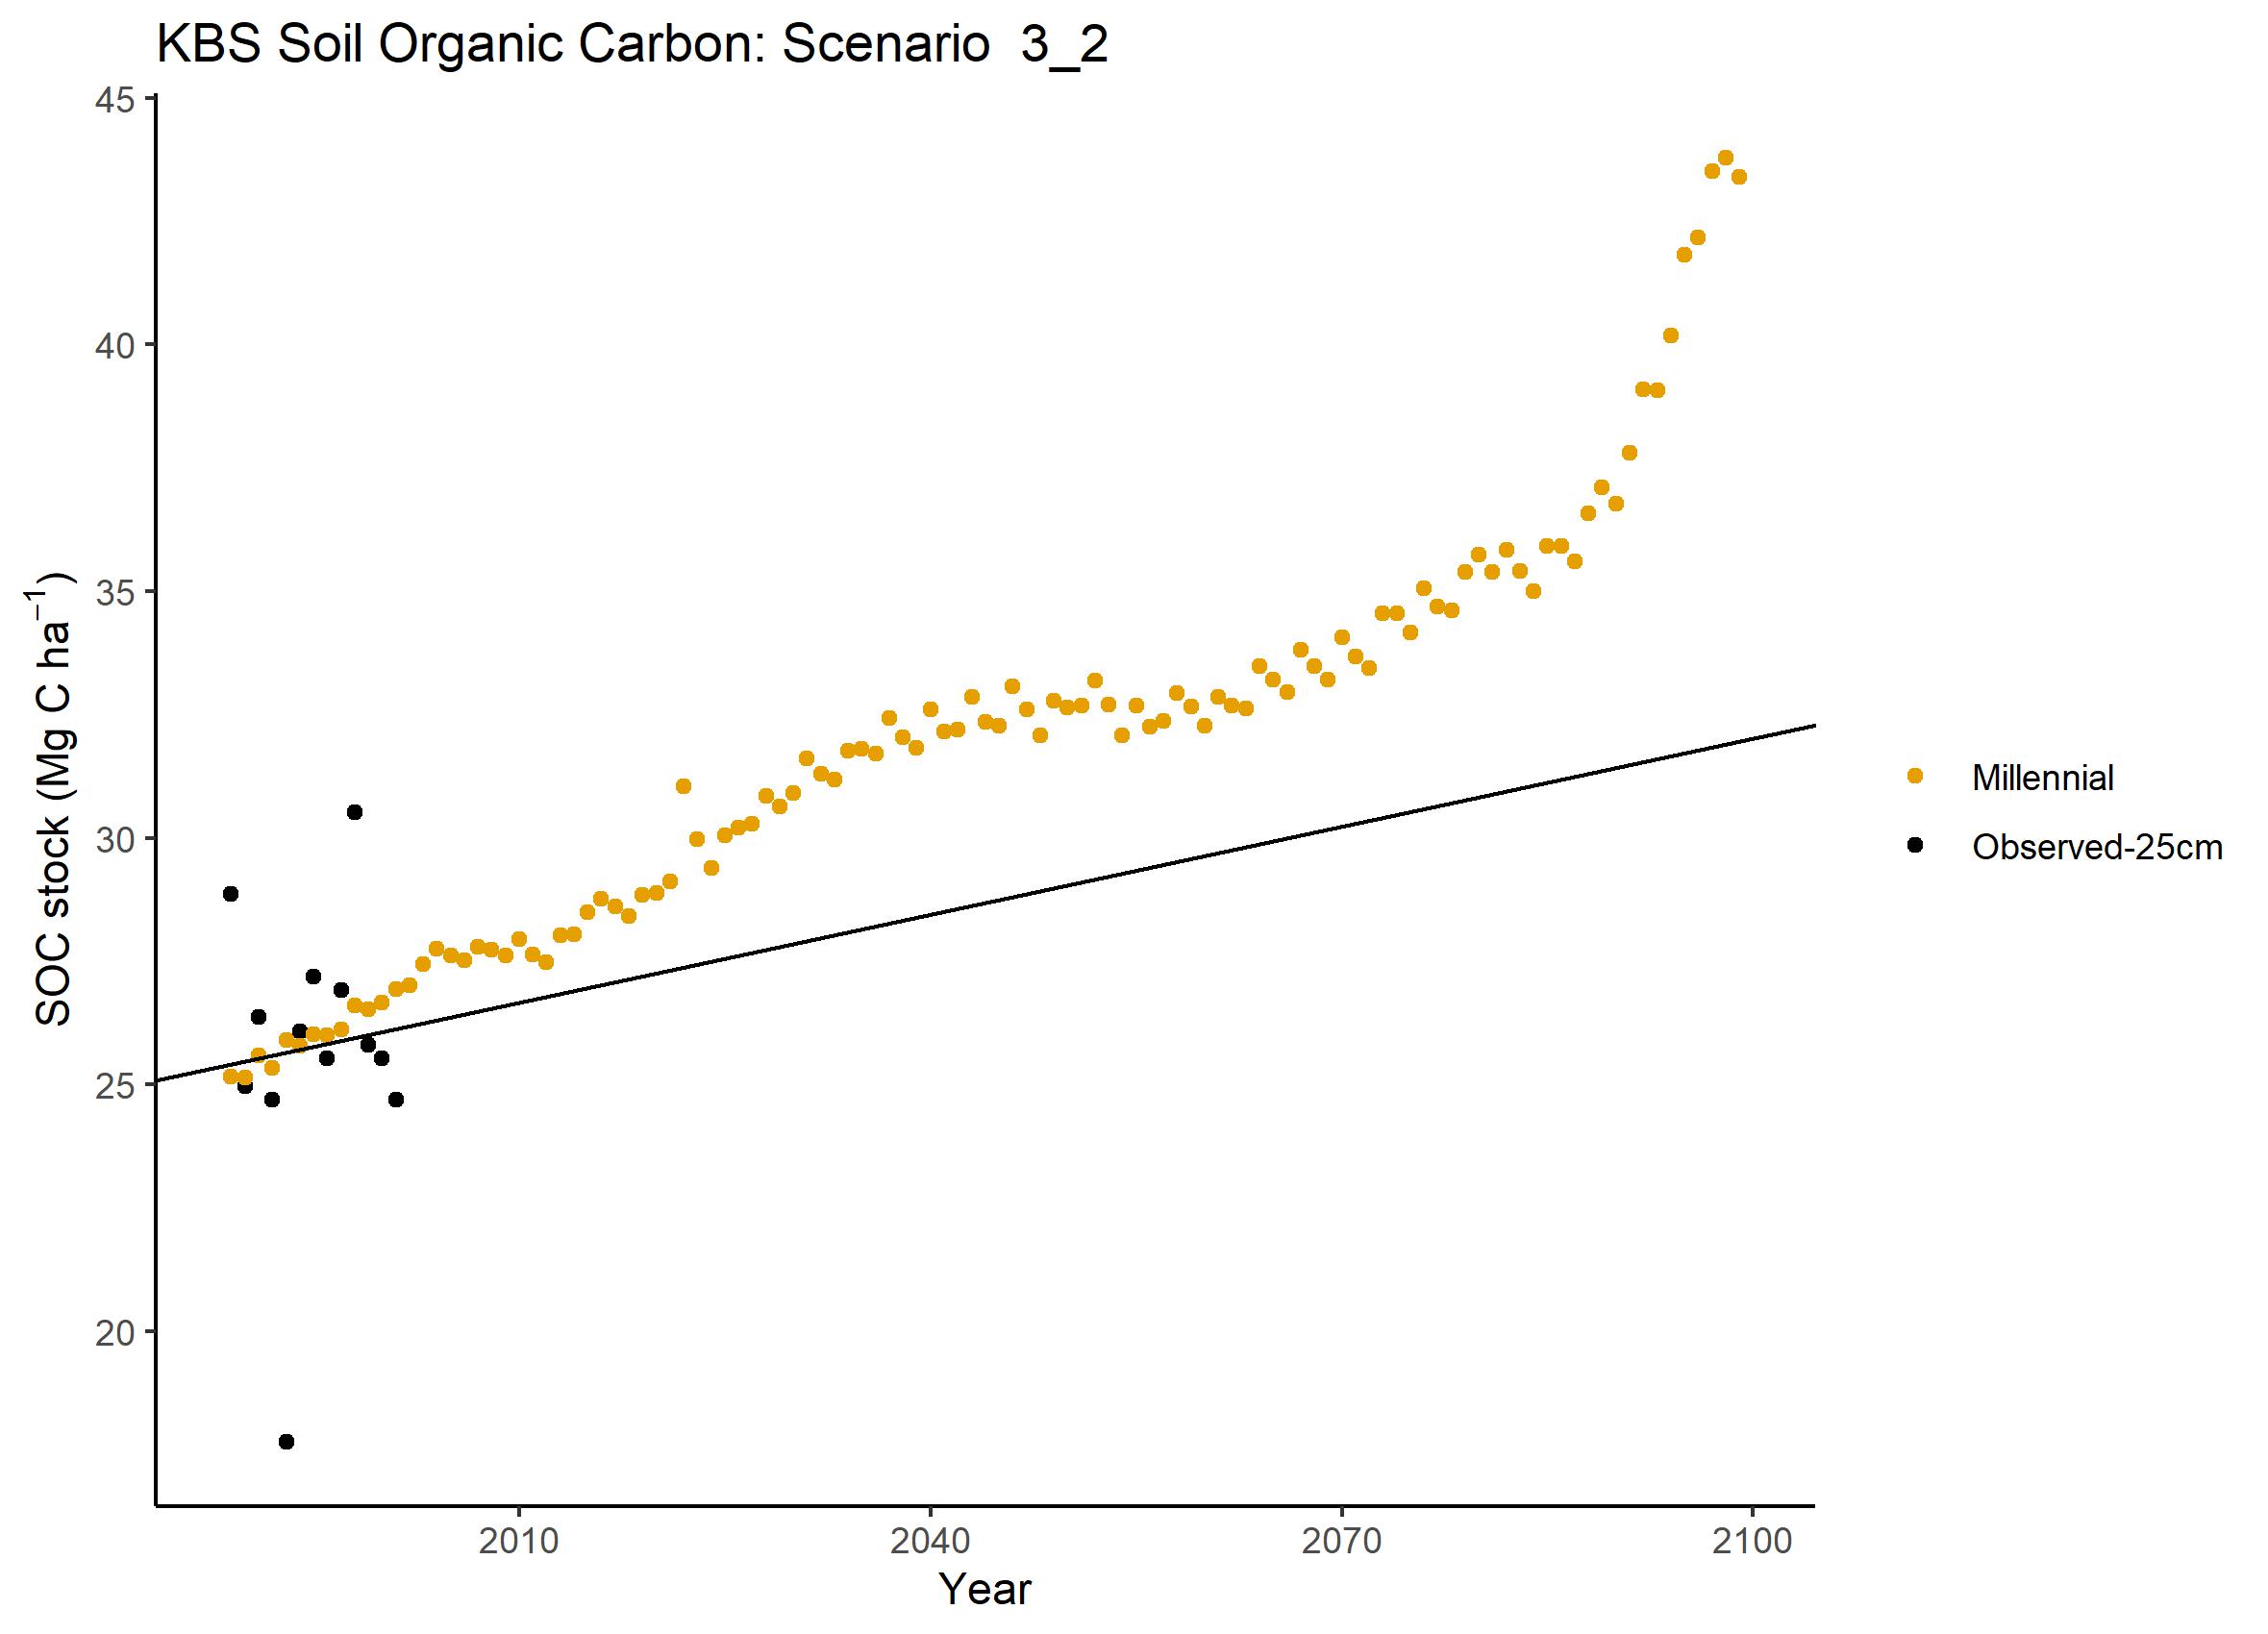 KBS Soil Organic Carbon: Scenario  3_2
45
40
35
30
25
20
SOC stock (Mg C ha⁻¹)
2010
2040
2070
2100
Year
Millennial
Observed-25cm